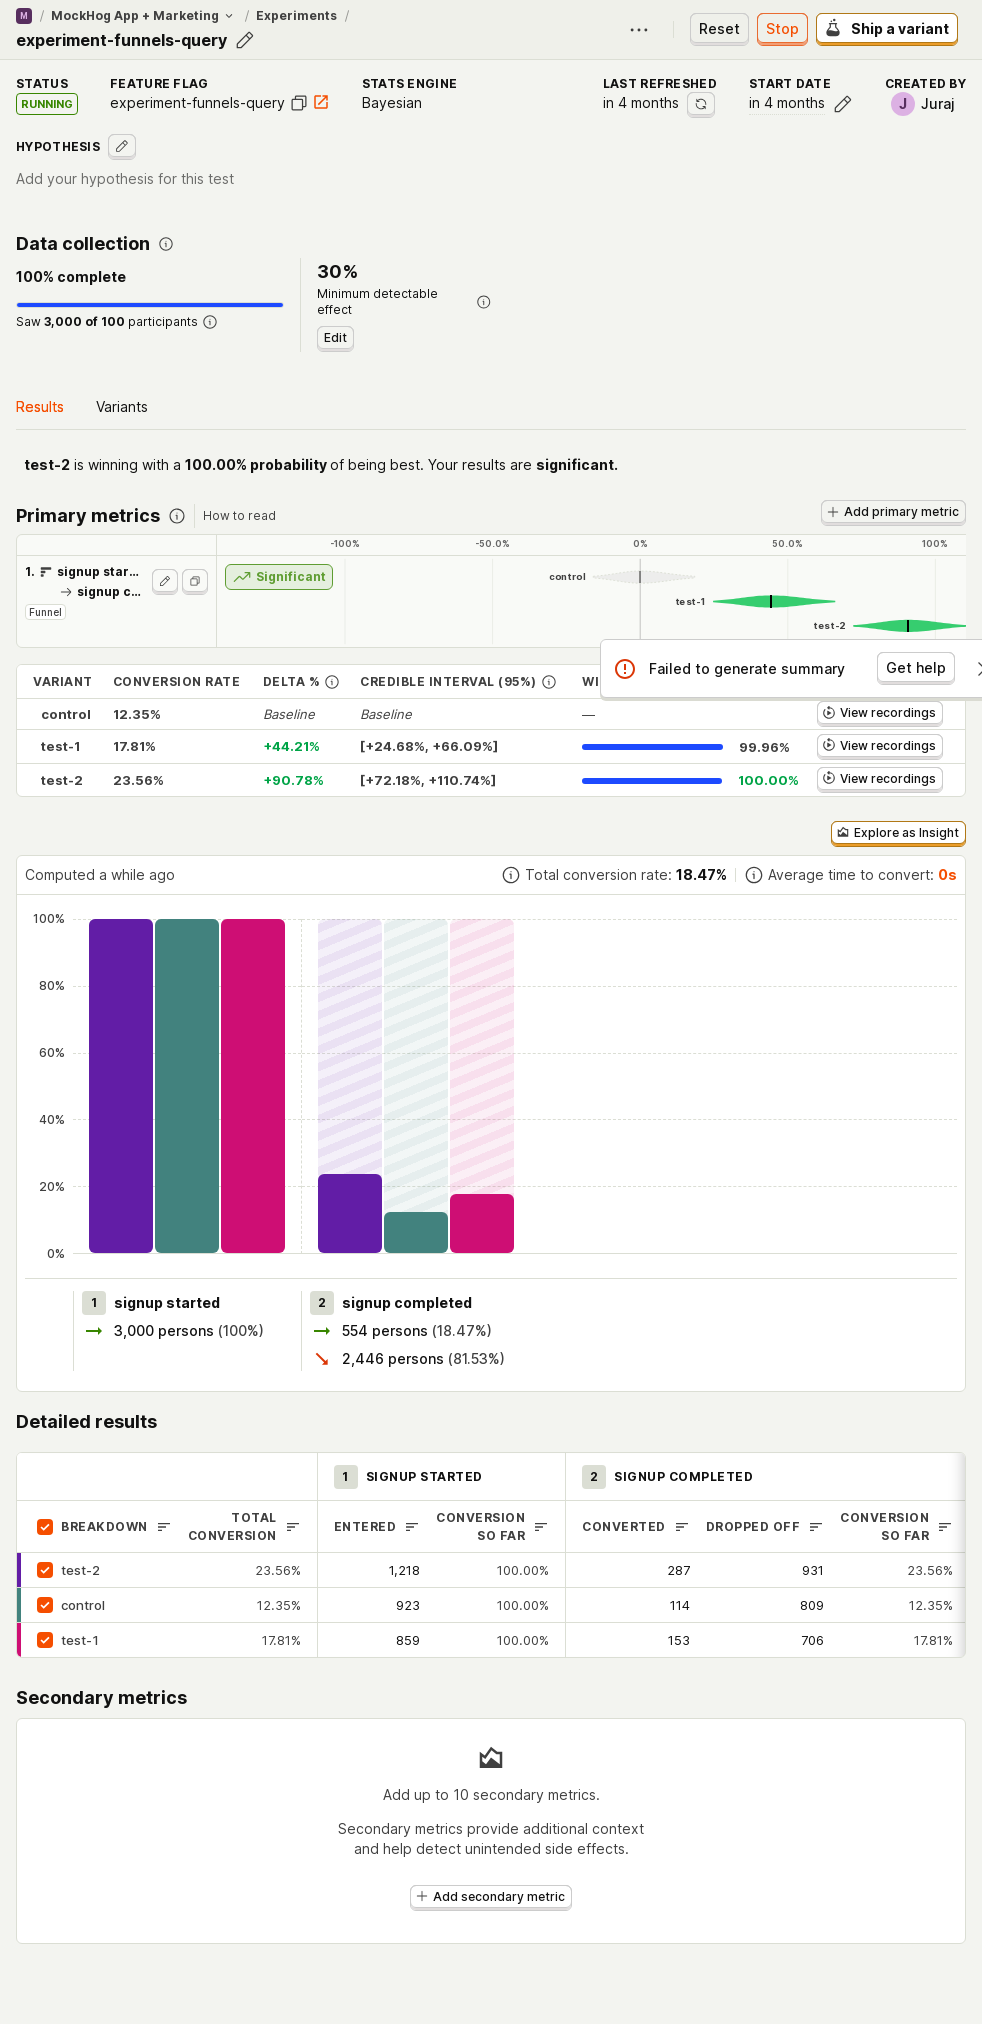 M / MockHog App + Marketing / Experiments /
experiment-funnels-query
Reset
Stop
Ship a variant
STATUS
RUNNING
FEATURE FLAG
experiment-funnels-query
STATS ENGINE
Bayesian
LAST REFRESHED
in 4 months
START DATE
in 4 months
CREATED BY
J Juraj
HYPOTHESIS
Add your hypothesis for this test
Data collection
100% complete
Saw 3,000 of 100 participants
30%
Minimum detectable
effect
Edit
Results
Variants
test-2 is winning with a 100.00% probability of being best. Your results are significant.
Primary metrics
How to read
Add primary metric
-100% -50.0% 0% 50.0% 100%
1. signup star…
signup c…
Funnel
Significant
control
test-1
test-2
Failed to generate summary
Get help
VARIANT CONVERSION RATE DELTA % CREDIBLE INTERVAL (95%) WI
control 12.35% Baseline Baseline — View recordings
test-1 17.81% +44.21% [+24.68%, +66.09%] 99.96% View recordings
test-2 23.56% +90.78% [+72.18%, +110.74%] 100.00% View recordings
Explore as Insight
Computed a while ago
Total conversion rate: 18.47%
Average time to convert: 0s
100%
80%
60%
40%
20%
0%
1 signup started
3,000 persons (100%)
2 signup completed
554 persons (18.47%)
2,446 persons (81.53%)
Detailed results
1 SIGNUP STARTED
2 SIGNUP COMPLETED
BREAKDOWN
TOTAL
CONVERSION
ENTERED
CONVERSION
SO FAR
CONVERTED
DROPPED OFF
CONVERSION
SO FAR
test-2 23.56% 1,218 100.00% 287 931 23.56%
control 12.35% 923 100.00% 114 809 12.35%
test-1 17.81% 859 100.00% 153 706 17.81%
Secondary metrics
Add up to 10 secondary metrics.
Secondary metrics provide additional context
and help detect unintended side effects.
Add secondary metric